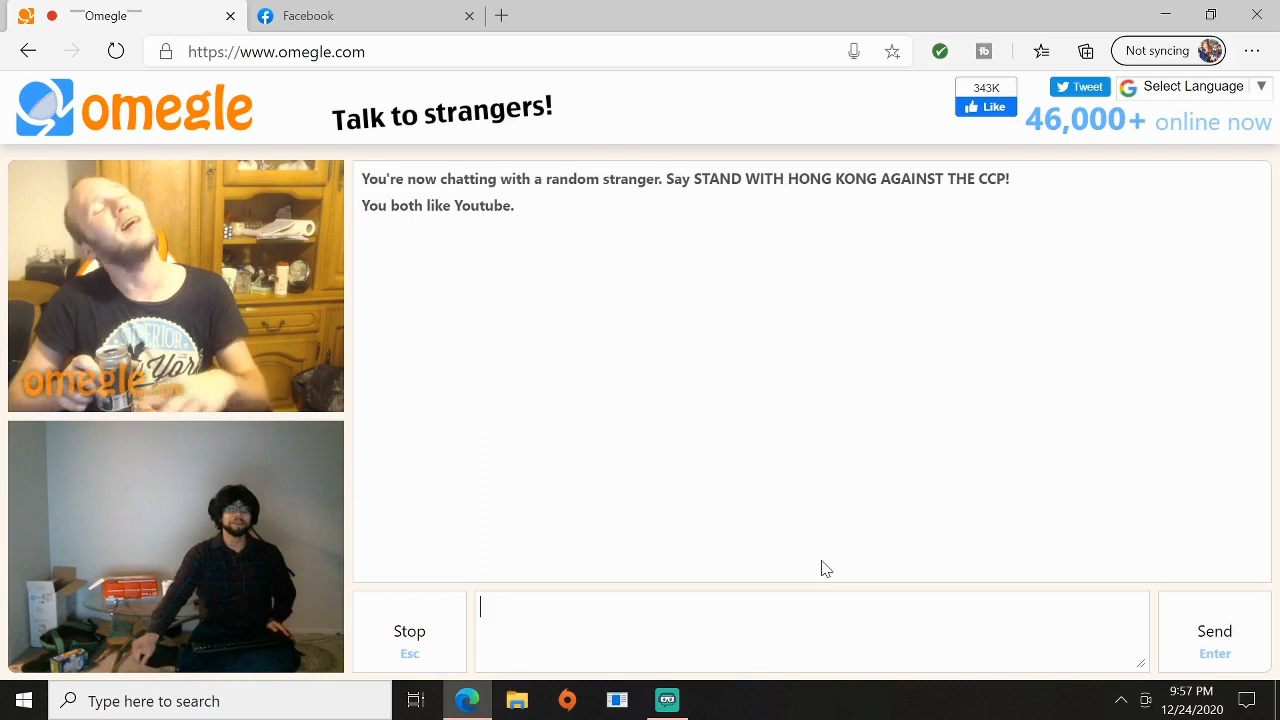 Omegle
Facebook
https://www.omegle.com
Not syncing
omegle
Talk to strangers!
343K
Like
Tweet
Select Language
46,000+ online now
You're now chatting with a random stranger. Say STAND WITH HONG KONG AGAINST THE CCP!
You both like Youtube.
York
omegle
Stop
Esc
Send
Enter
Type here to search
9:57 PM
12/24/2020